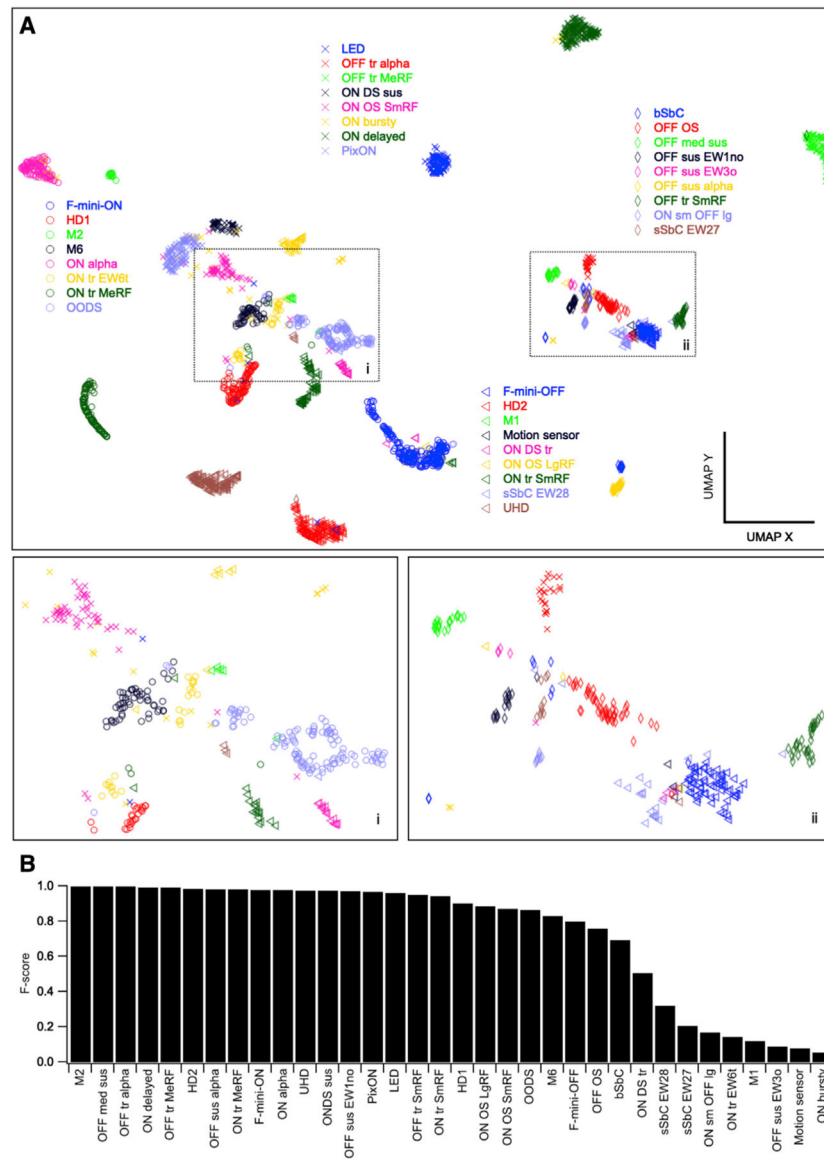 A
LED
OFF tr alpha
OFF tr MeRF
ON DS sus
ON OS SmRF
ON bursty
ON delayed
PixON
bSbC
OFF OS
OFF med sus
OFF sus EW1no
OFF sus EW3o
OFF sus alpha
OFF tr SmRF
ON sm OFF lg
sSbC EW27
F-mini-ON
HD1
M2
M6
ON alpha
ON tr EW6t
ON tr MeRF
OODS
i
ii
F-mini-OFF
HD2
M1
Motion sensor
ON DS tr
ON OS LgRF
ON tr SmRF
sSbC EW28
UHD
UMAP Y
UMAP X
i
ii
B
F-score
1.0
0.8
0.6
0.4
0.2
0.0
M2
OFF med sus
OFF tr alpha
ON delayed
OFF tr MeRF
HD2
OFF sus alpha
ON tr MeRF
F-mini-ON
ON alpha
UHD
ONDS sus
OFF sus EW1no
PixON
LED
OFF tr SmRF
ON tr SmRF
HD1
ON OS LgRF
ON OS SmRF
OODS
M6
F-mini-OFF
OFF OS
bSbC
ON DS tr
sSbC EW28
sSbC EW27
ON sm OFF lg
ON tr EW6t
M1
OFF sus EW3o
Motion sensor
ON bursty